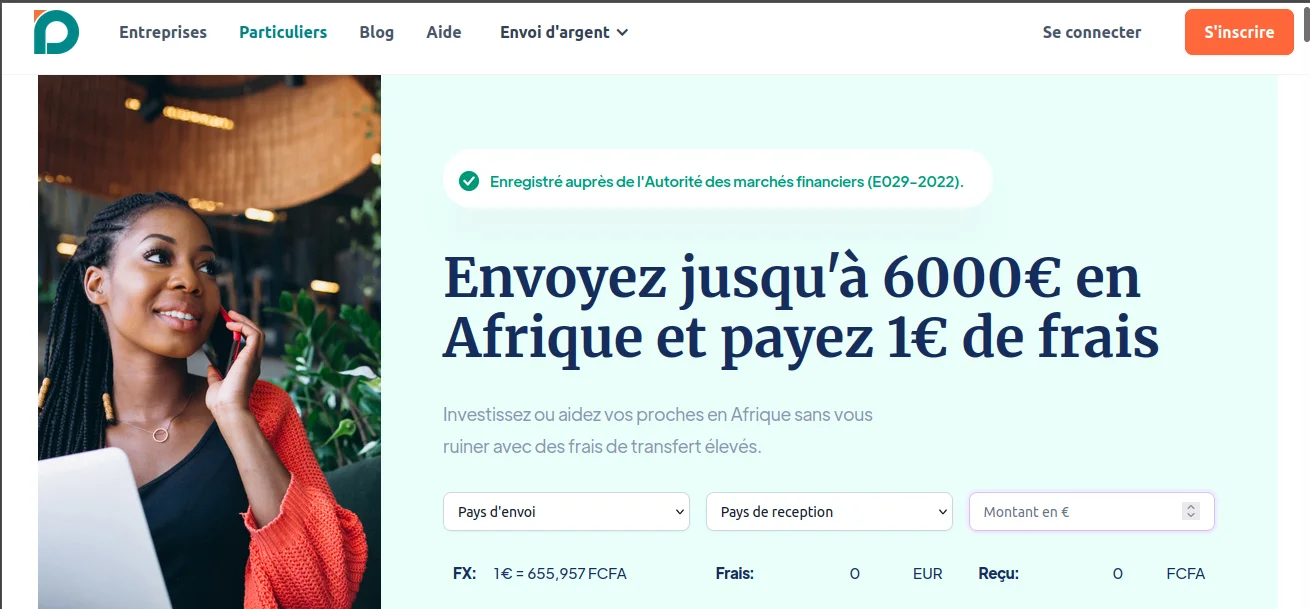 Entreprises Particuliers Blog Aide Envoi d'argent Se connecter S'inscrire
Enregistré auprès de l'Autorité des marchés financiers (E029-2022).
Envoyez jusqu'à 6000€ en
Afrique et payez 1€ de frais
Investissez ou aidez vos proches en Afrique sans vous
ruiner avec des frais de transfert élevés.
Pays d'envoi Pays de reception Montant en €
FX: 1€ = 655,957 FCFA Frais: 0 EUR Reçu: 0 FCFA